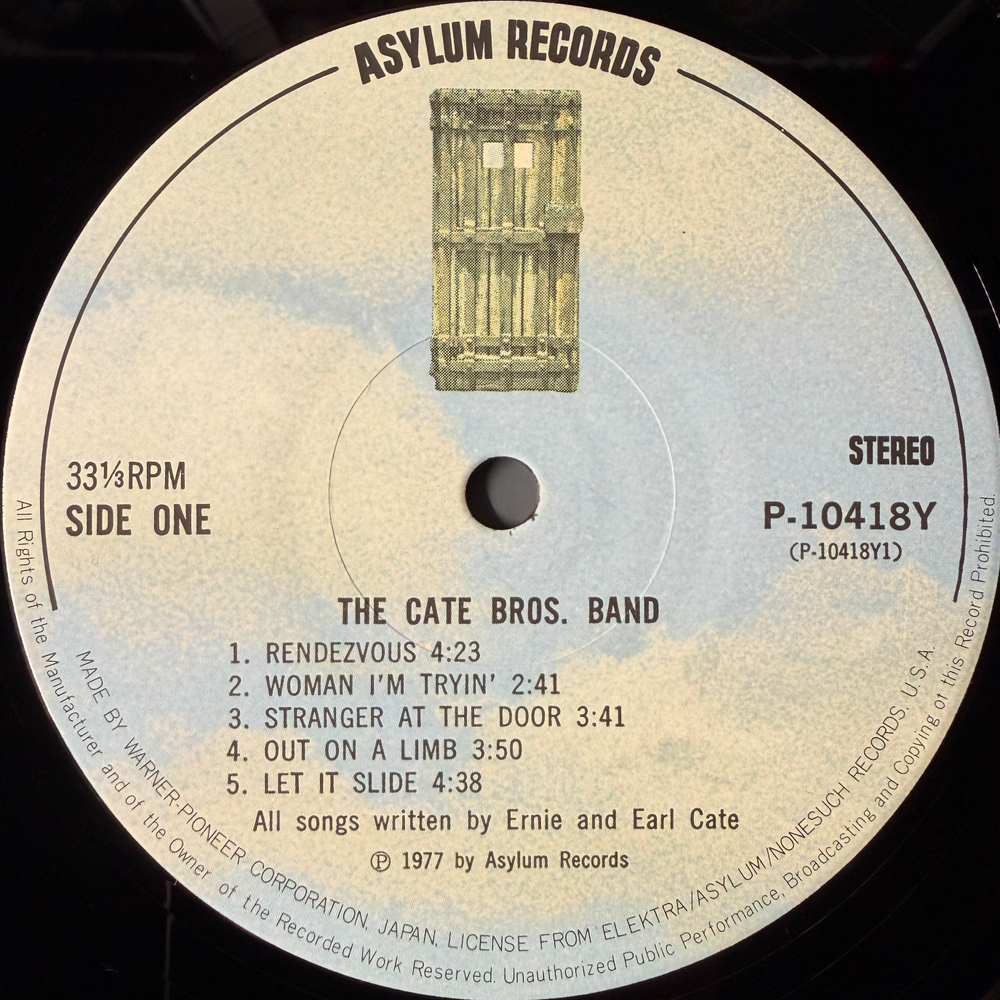 ASYLUM RECORDS
STEREO
33⅓RPM
SIDE ONE
P-10418Y
(P-10418Y1)
THE CATE BROS. BAND
1. RENDEZVOUS 4:23
2. WOMAN I'M TRYIN' 2:41
3. STRANGER AT THE DOOR 3:41
4. OUT ON A LIMB 3:50
5. LET IT SLIDE 4:38
All songs written by Ernie and Earl Cate
Ⓟ 1977 by Asylum Records
MADE BY WARNER-PIONEER CORPORATION, JAPAN, LICENSE FROM ELEKTRA/ASYLUM/NONESUCH RECORDS, U.S.A.
All Rights of the Manufacturer and of the Owner of the Recorded Work Reserved. Unauthorized Public Performance, Broadcasting and Copying of this Record Prohibited.